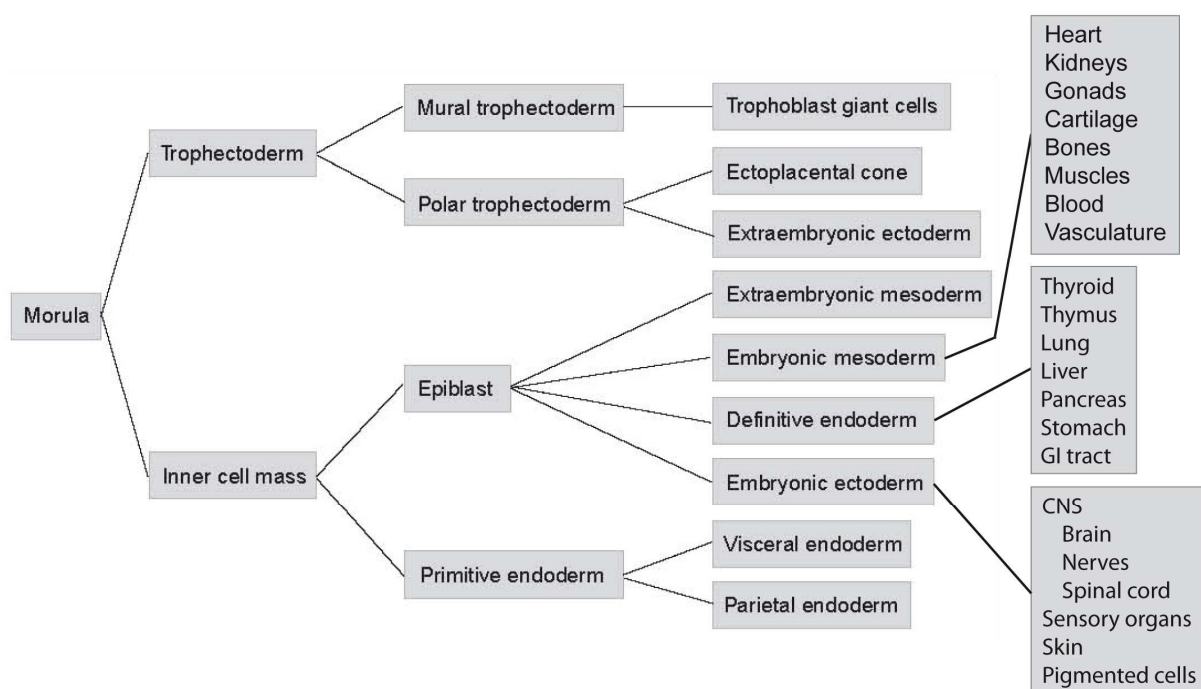 Morula
Trophectoderm
Inner cell mass
Mural trophectoderm
Polar trophectoderm
Epiblast
Primitive endoderm
Trophoblast giant cells
Ectoplacental cone
Extraembryonic ectoderm
Extraembryonic mesoderm
Embryonic mesoderm
Definitive endoderm
Embryonic ectoderm
Visceral endoderm
Parietal endoderm
Heart
Kidneys
Gonads
Cartilage
Bones
Muscles
Blood
Vasculature
Thyroid
Thymus
Lung
Liver
Pancreas
Stomach
GI tract
CNS
Brain
Nerves
Spinal cord
Sensory organs
Skin
Pigmented cells